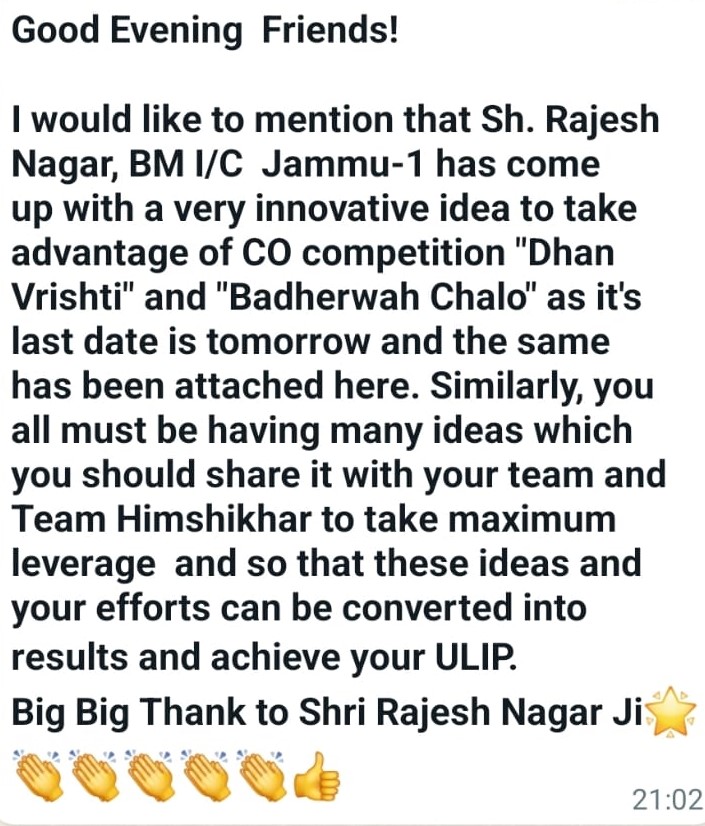 Good Evening  Friends!
I would like to mention that Sh. Rajesh
Nagar, BM I/C  Jammu-1 has come
up with a very innovative idea to take
advantage of CO competition "Dhan
Vrishti" and "Badherwah Chalo" as it's
last date is tomorrow and the same
has been attached here. Similarly, you
all must be having many ideas which
you should share it with your team and
Team Himshikhar to take maximum
leverage  and so that these ideas and
your efforts can be converted into
results and achieve your ULIP.
Big Big Thank to Shri Rajesh Nagar Ji🌟
👏👏👏👏👏👍
21:02